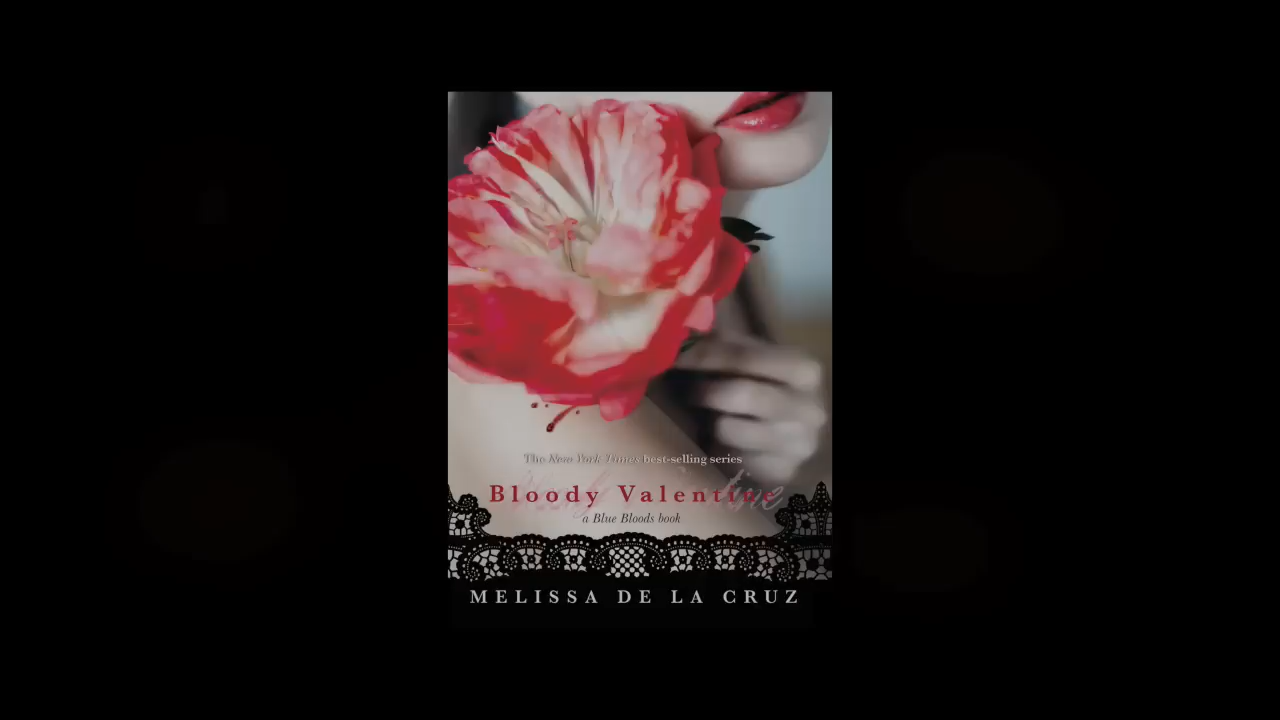 The New York Times best-selling series
Bloody Valentine
a Blue Bloods book
MELISSA DE LA CRUZ